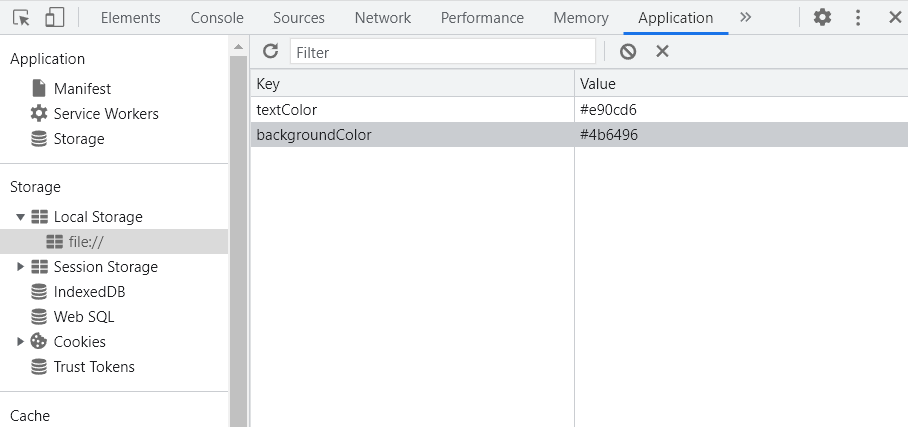 Elements Console Sources Network Performance Memory Application
Application
Manifest
Service Workers
Storage
Storage
Local Storage
file://
Session Storage
IndexedDB
Web SQL
Cookies
Trust Tokens
Cache
Filter
Key Value
textColor #e90cd6
backgroundColor #4b6496